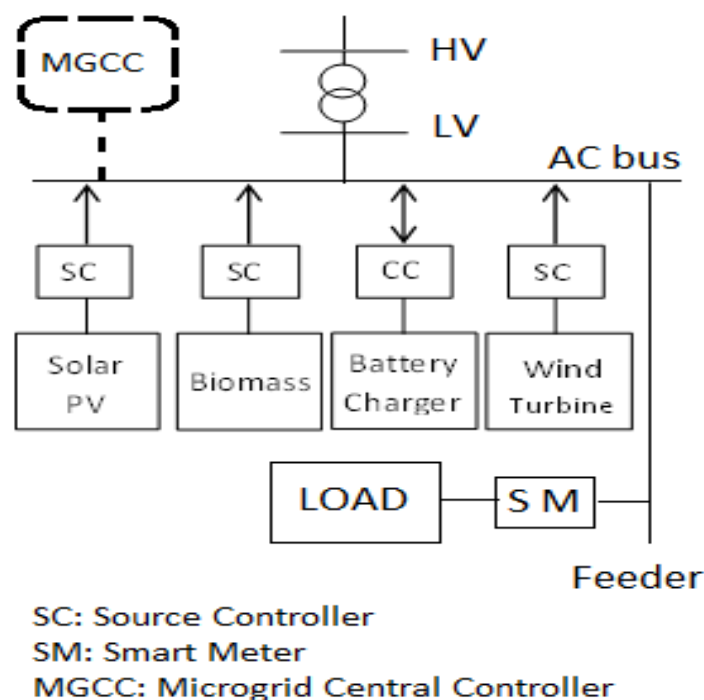 MGCC
HV
LV
AC bus
SC
SC
CC
SC
Solar
PV
Biomass
Battery
Charger
Wind
Turbine
LOAD
S M
Feeder
SC: Source Controller
SM: Smart Meter
MGCC: Microgrid Central Controller